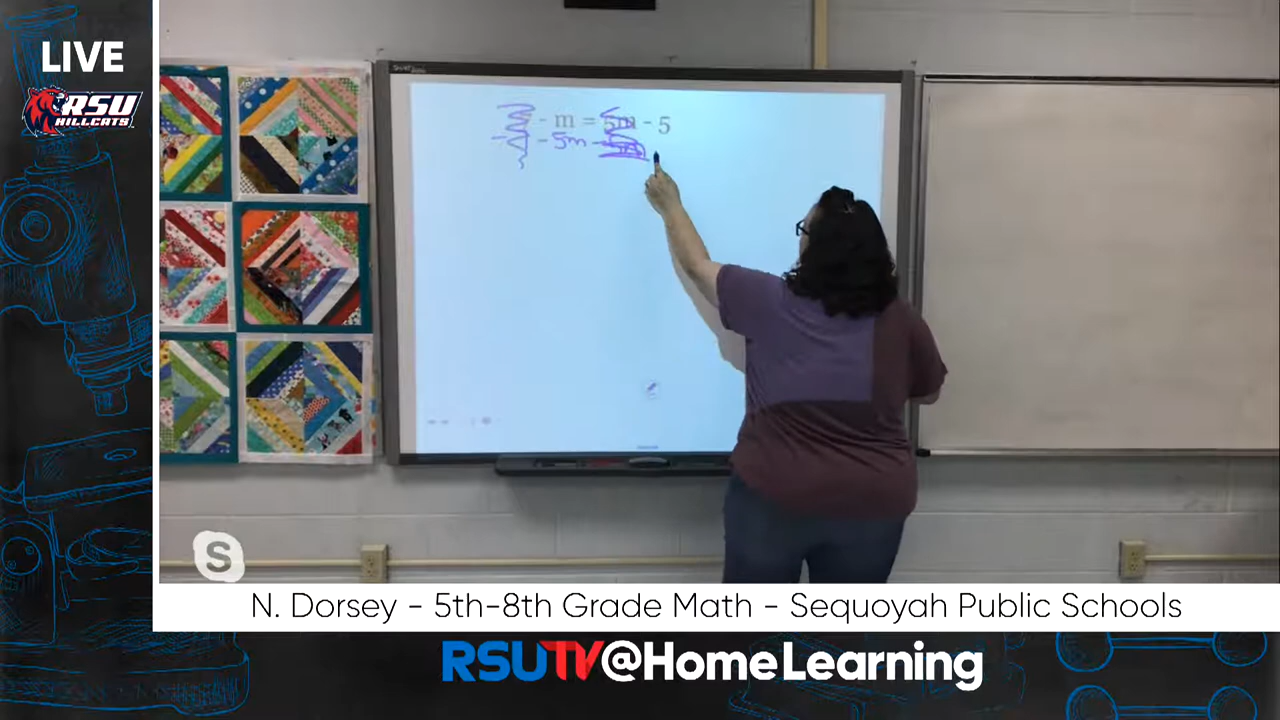 LIVE
RSU
HILLCATS
- m = 5m - 5
- 5m -
N. Dorsey - 5th-8th Grade Math - Sequoyah Public Schools
RSUTV@HomeLearning